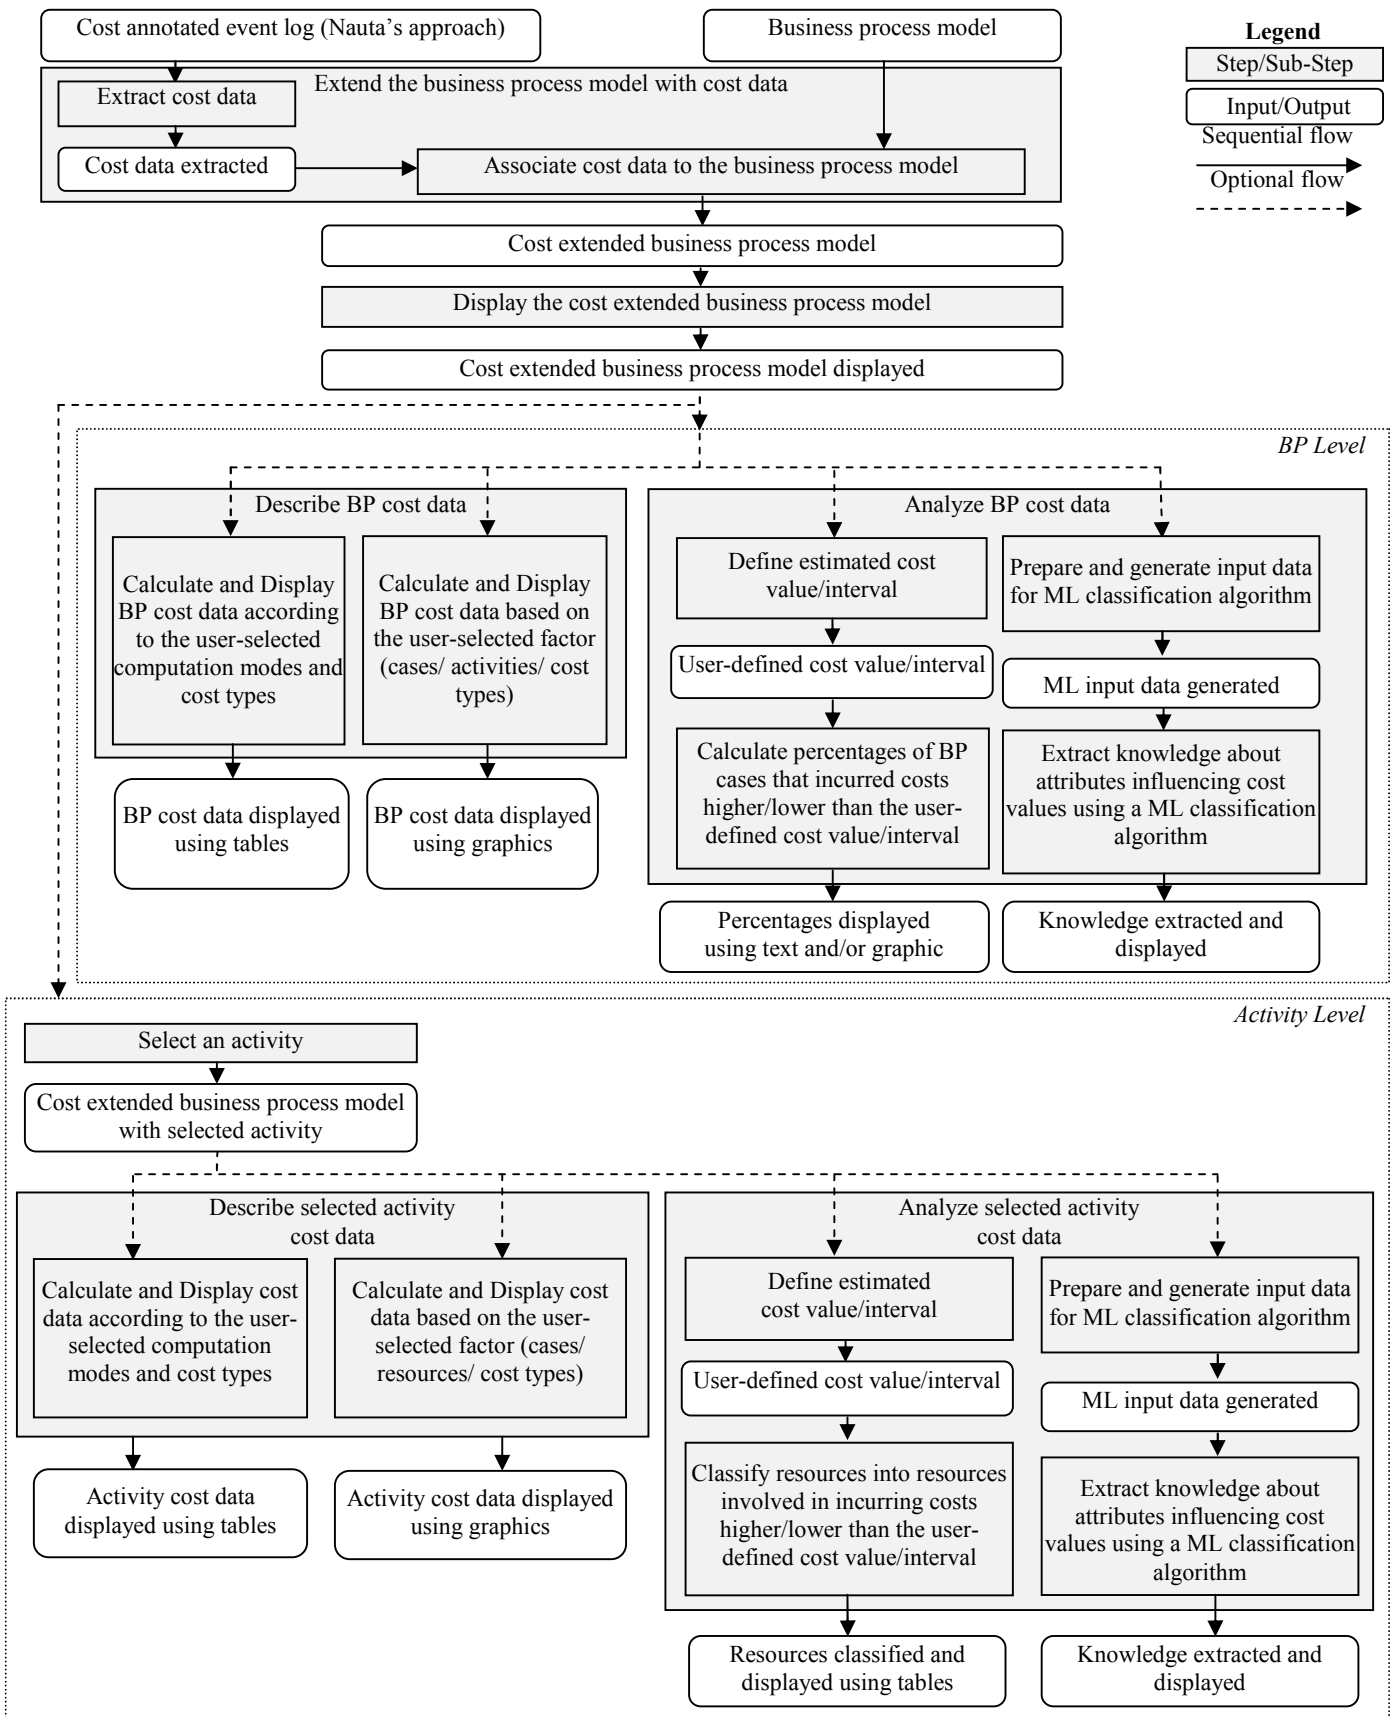 Cost annotated event log (Nauta’s approach)
Business process model
Legend
Step/Sub-Step
Input/Output
Sequential flow
Optional flow
Extend the business process model with cost data
Extract cost data
Cost data extracted
Associate cost data to the business process model
Cost extended business process model
Display the cost extended business process model
Cost extended business process model displayed
BP Level
Describe BP cost data
Calculate and Display
BP cost data according
to the user-selected
computation modes and
cost types
Calculate and Display
BP cost data based on
the user-selected factor
(cases/ activities/ cost
types)
BP cost data displayed
using tables
BP cost data displayed
using graphics
Analyze BP cost data
Define estimated cost
value/interval
User-defined cost value/interval
Calculate percentages of BP
cases that incurred costs
higher/lower than the user-
defined cost value/interval
Percentages displayed
using text and/or graphic
Prepare and generate input data
for ML classification algorithm
ML input data generated
Extract knowledge about
attributes influencing cost
values using a ML classification
algorithm
Knowledge extracted and
displayed
Activity Level
Select an activity
Cost extended business process model
with selected activity
Describe selected activity
cost data
Calculate and Display cost
data according to the user-
selected computation
modes and cost types
Calculate and Display cost
data based on the user-
selected factor (cases/
resources/ cost types)
Activity cost data
displayed using tables
Activity cost data displayed
using graphics
Analyze selected activity
cost data
Define estimated
cost value/interval
User-defined cost value/interval
Classify resources into resources
involved in incurring costs
higher/lower than the user-
defined cost value/interval
Resources classified and
displayed using tables
Prepare and generate input data
for ML classification algorithm
ML input data generated
Extract knowledge about
attributes influencing cost
values using a ML classification
algorithm
Knowledge extracted and
displayed